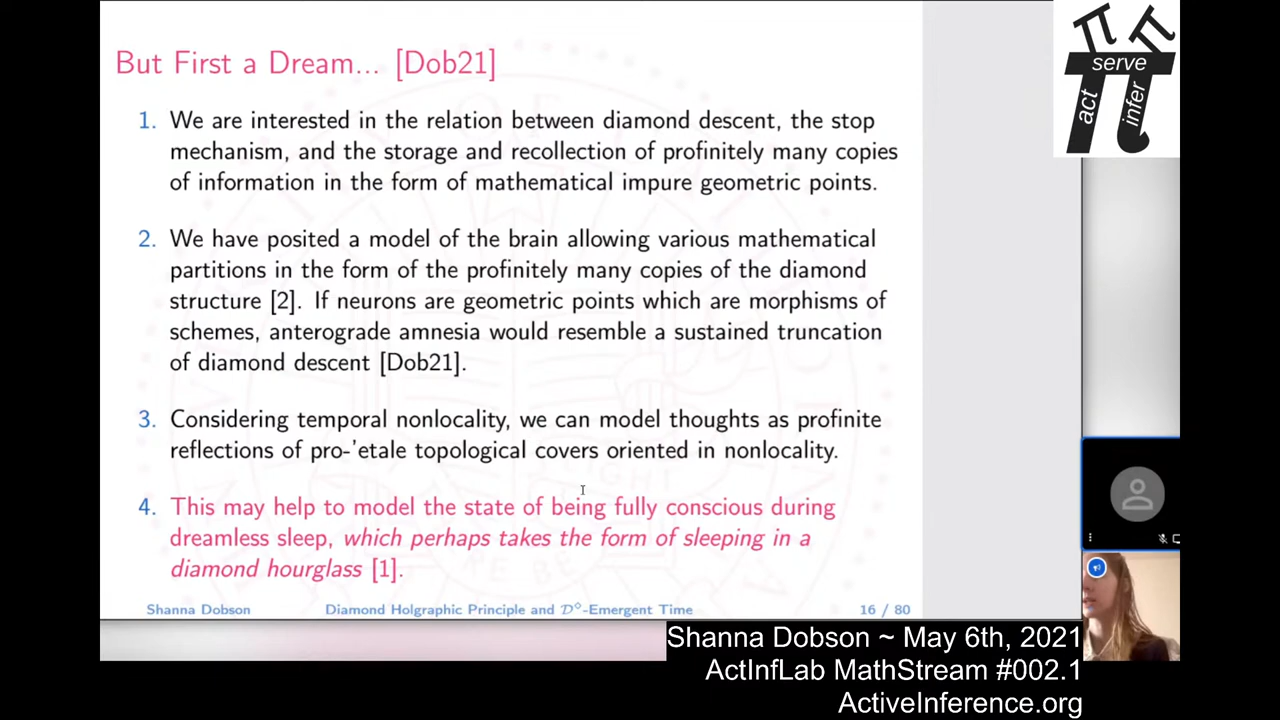 But First a Dream... [Dob21]
1. We are interested in the relation between diamond descent, the stop
mechanism, and the storage and recollection of profinitely many copies
of information in the form of mathematical impure geometric points.
2. We have posited a model of the brain allowing various mathematical
partitions in the form of the profinitely many copies of the diamond
structure [2]. If neurons are geometric points which are morphisms of
schemes, anterograde amnesia would resemble a sustained truncation
of diamond descent [Dob21].
3. Considering temporal nonlocality, we can model thoughts as profinite
reflections of pro-'etale topological covers oriented in nonlocality.
4. This may help to model the state of being fully conscious during
dreamless sleep, which perhaps takes the form of sleeping in a
diamond hourglass [1].
Shanna Dobson Diamond Holgraphic Principle and 𝒟^◇-Emergent Time 16 / 80
π π
serve
act infer
Shanna Dobson ~ May 6th, 2021
ActInfLab MathStream #002.1
ActiveInference.org